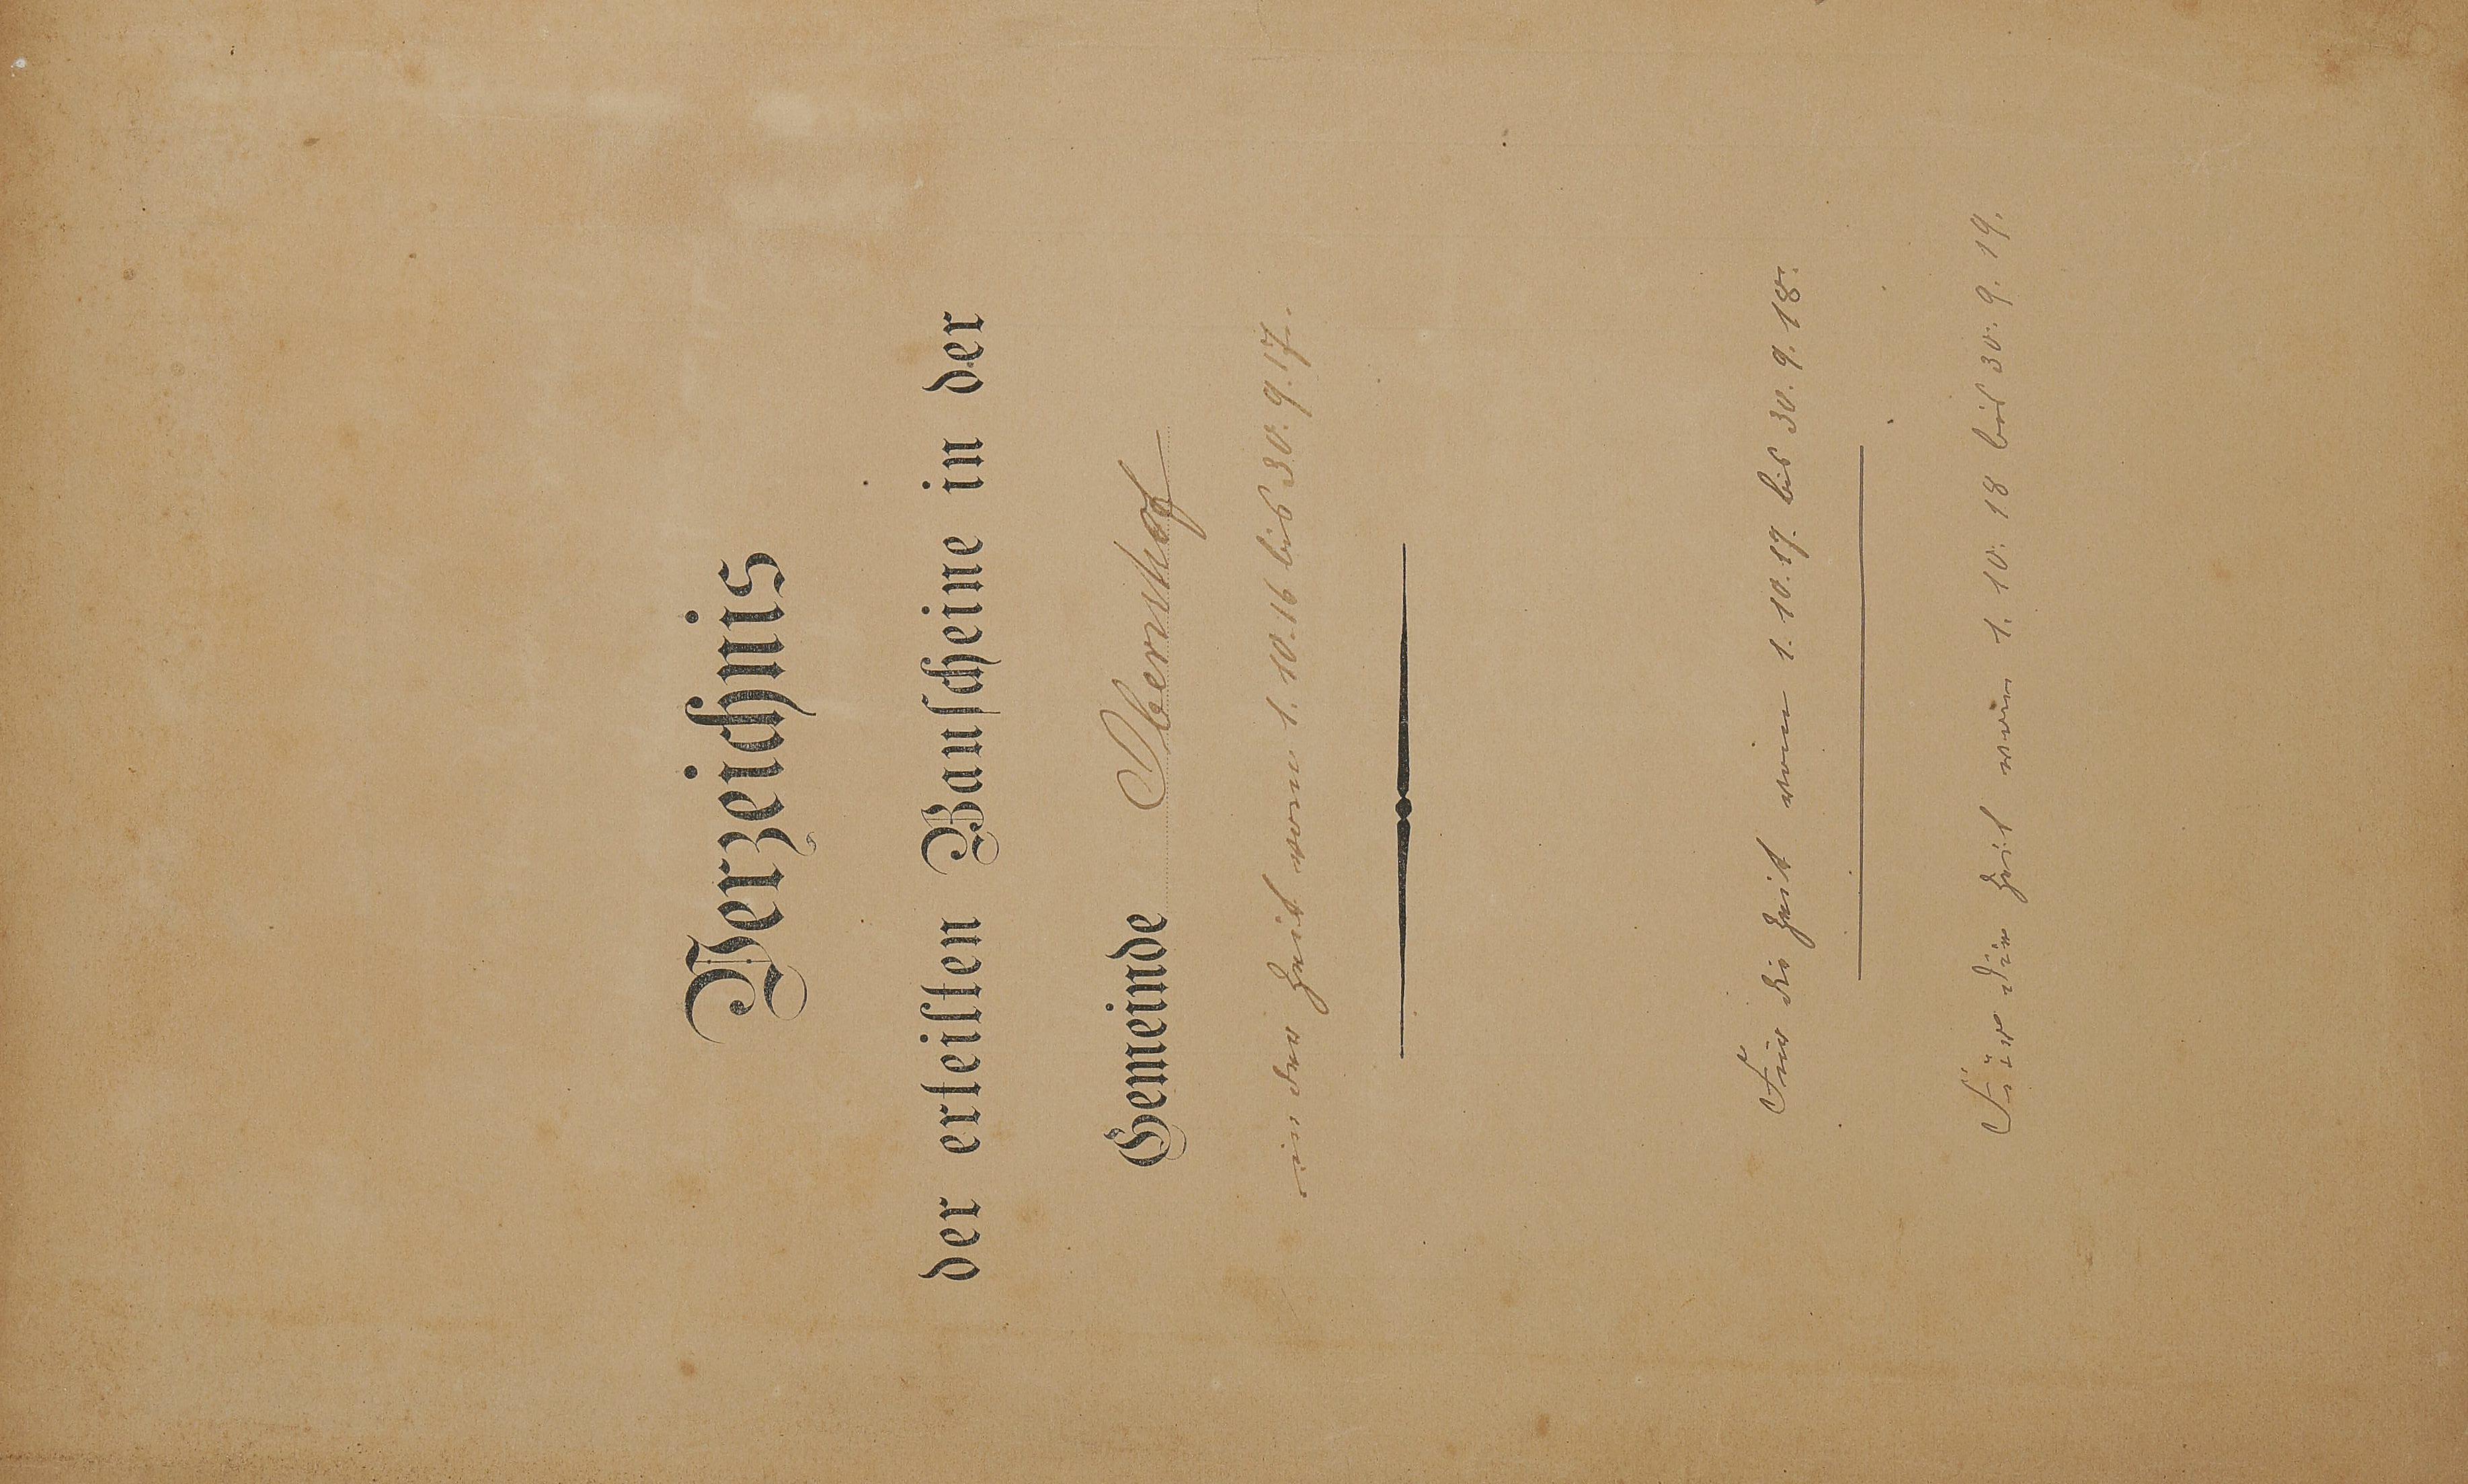 Verzeichnis
der erteilten Bauscheine in der
Gemeinde Obernhof
in der Zeit vom 1. 10. 16 bis 30. 9. 17.
Für die Zeit vom 1. 10. 17. bis 30. 9. 18.
Für die Zeit vom 1. 10. 18 bis 30. 9. 19.